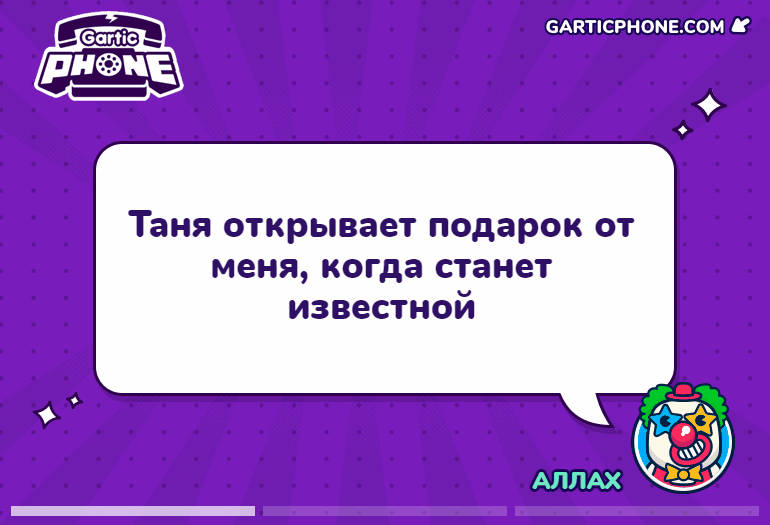 Gartic
PHONE
GARTICPHONE.COM
Таня открывает подарок от
меня, когда станет
известной
АЛЛАХ